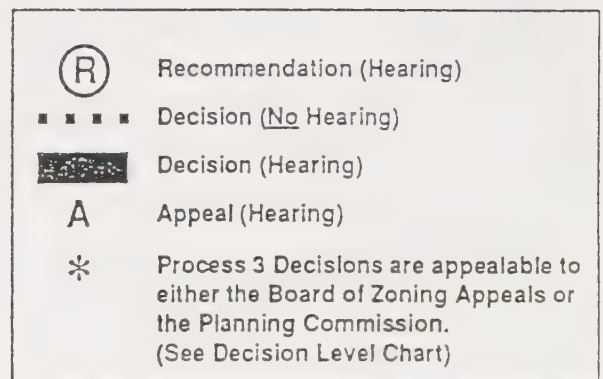 R Recommendation (Hearing)
Decision (No Hearing)
Decision (Hearing)
A Appeal (Hearing)
* Process 3 Decisions are appealable to
either the Board of Zoning Appeals or
the Planning Commission.
(See Decision Level Chart)